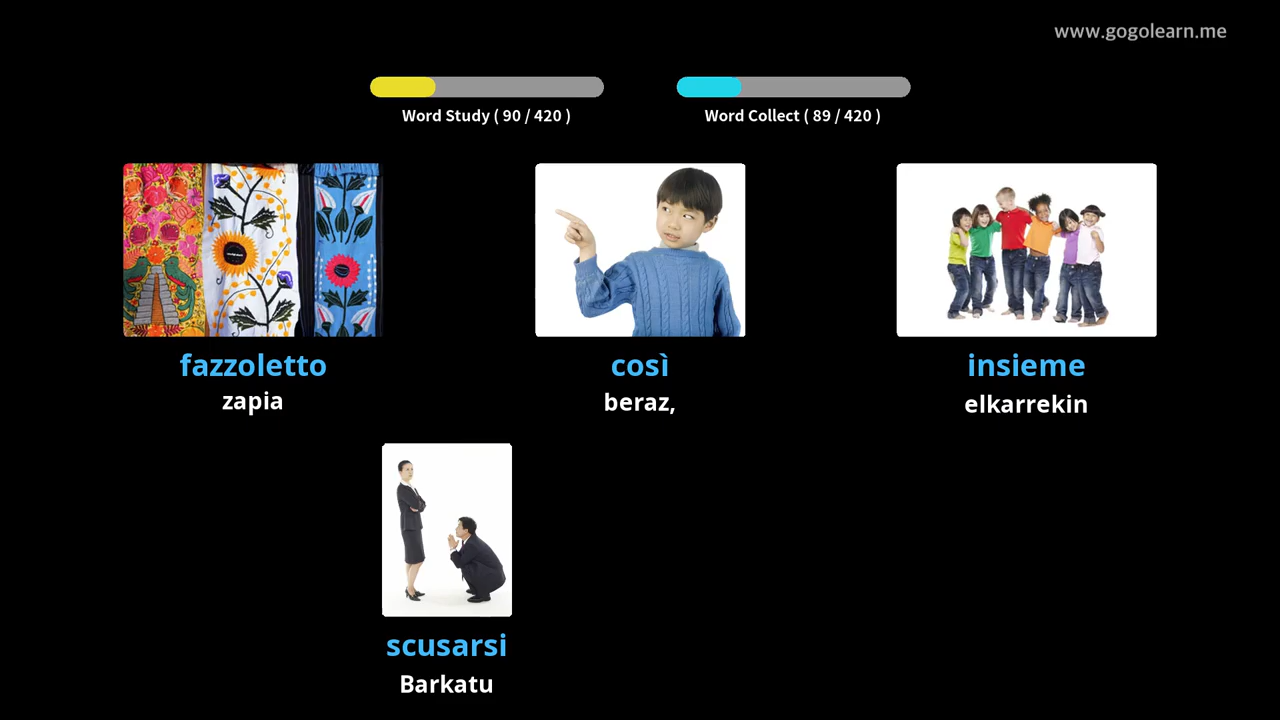 www.gogolearn.me
Word Study ( 90 / 420 )
Word Collect ( 89 / 420 )
fazzoletto
zapia
così
beraz,
insieme
elkarrekin
scusarsi
Barkatu